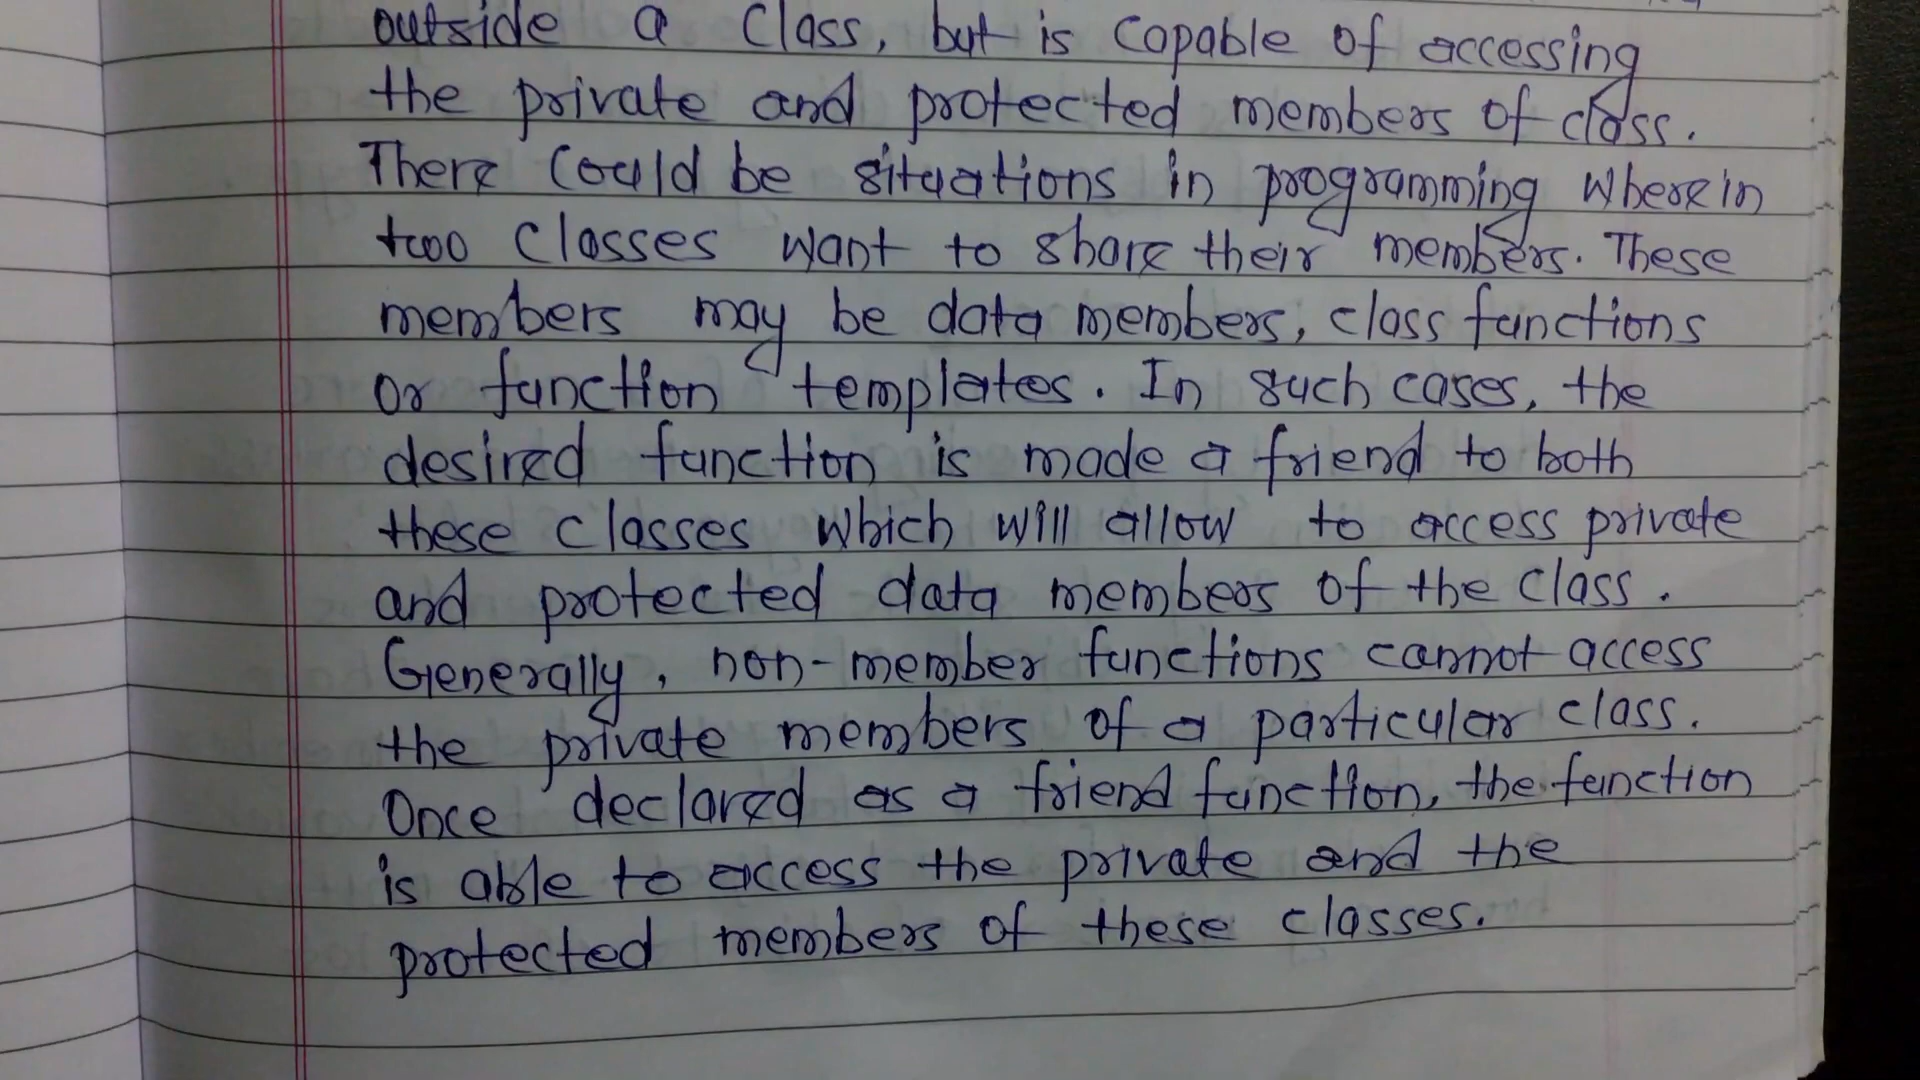 outside a class, but is capable of accessing
the private and protected members of class.
There could be situations in programming wherein
two classes want to share their members. These
members may be data members, class functions
or function templates. In such cases, the
desired function is made a friend to both
these classes which will allow to access private
and protected data members of the class.
Generally, non-member functions cannot access
the private members of a particular class.
Once declared as a friend function, the function
is able to access the private and the
protected members of these classes.